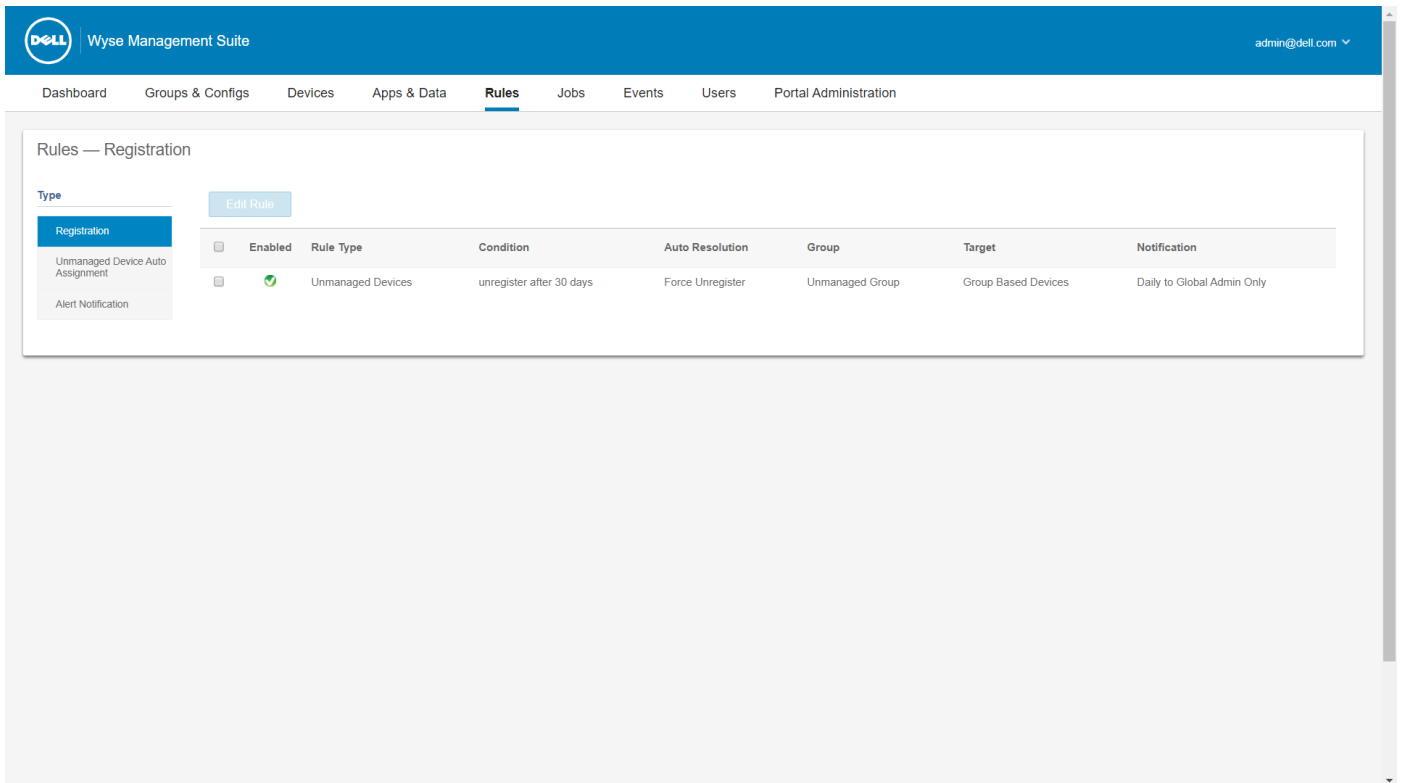 DELL Wyse Management Suite admin@dell.com
Dashboard Groups & Configs Devices Apps & Data Rules Jobs Events Users Portal Administration
Rules — Registration
Type
Edit Rule
Registration
Unmanaged Device Auto
Assignment
Alert Notification
Enabled Rule Type Condition Auto Resolution Group Target Notification
Unmanaged Devices unregister after 30 days Force Unregister Unmanaged Group Group Based Devices Daily to Global Admin Only